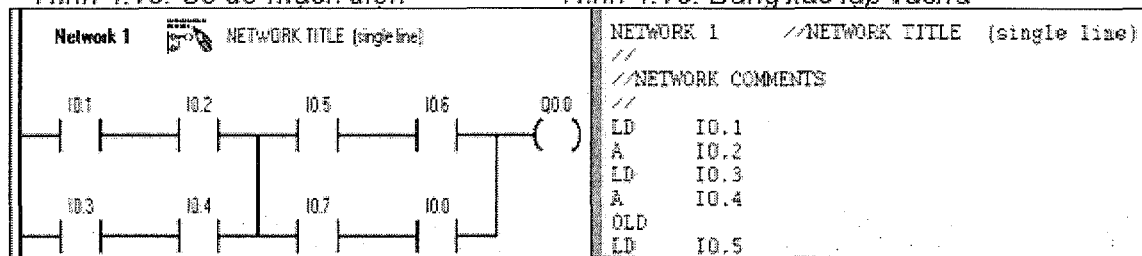 Network 1 NETWORK TITLE (single line)
I0.1 I0.2 I0.5 I0.6 Q0.0
I0.3 I0.4 I0.7 I0.0
NETWORK 1 //NETWORK TITLE (single line)
//
//NETWORK COMMENTS
//
LD I0.1
A I0.2
LD I0.3
A I0.4
OLD
LD I0.5